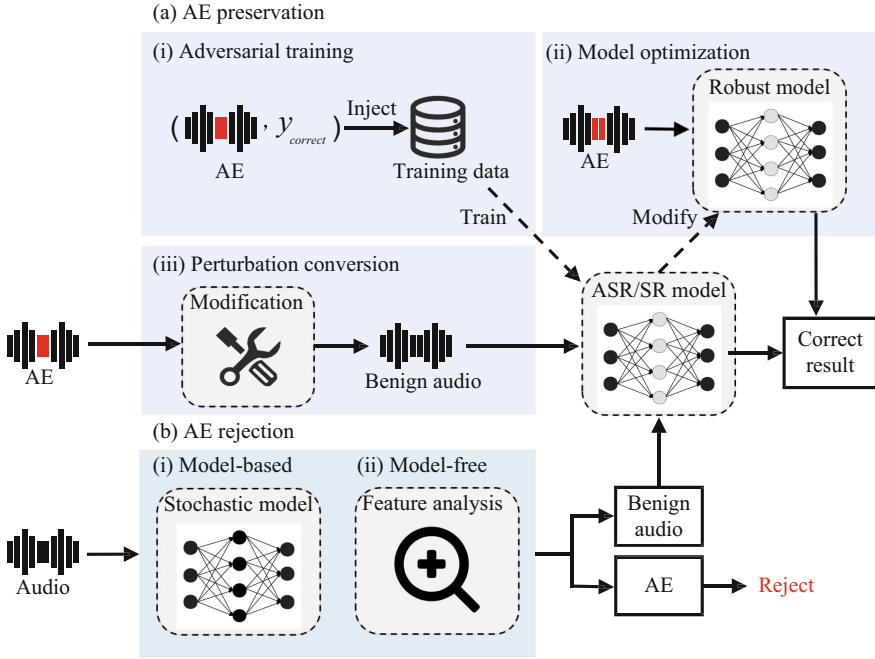 (a) AE preservation
(i) Adversarial training
(ii) Model optimization
Robust model
( , y_correct )
Inject
AE
Training data
AE
Train
Modify
(iii) Perturbation conversion
Modification
ASR/SR model
AE
Benign audio
Correct
result
(b) AE rejection
(i) Model-based
(ii) Model-free
Stochastic model
Feature analysis
Benign
audio
Audio
AE
Reject